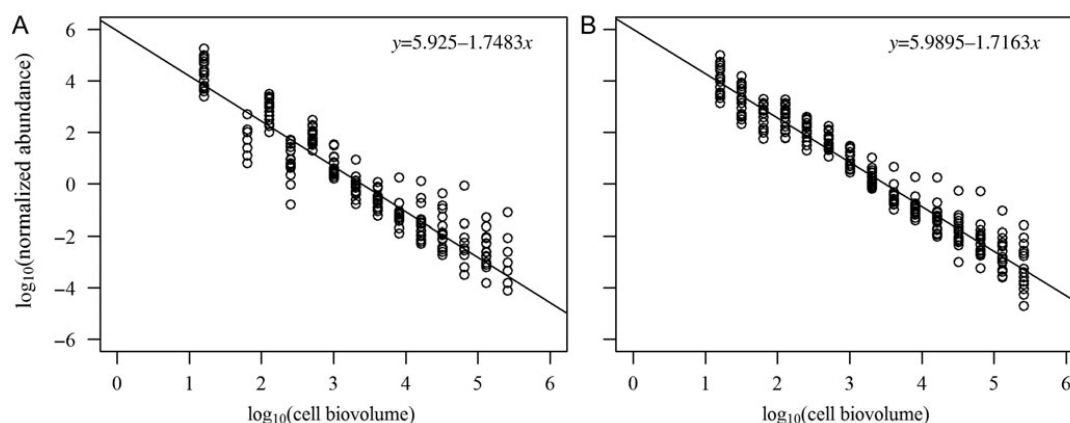 A
y=5.925–1.7483x
B
y=5.9895–1.7163x
log10(normalized abundance)
6
4
2
0
−2
−4
−6
0 1 2 3 4 5 6
0 1 2 3 4 5 6
log10(cell biovolume)
log10(cell biovolume)